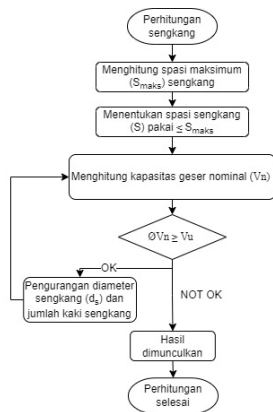 Perhitungan
sengkang
Menghitung spasi maksimum
(Smaks) sengkang
Menentukan spasi sengkang
(S) pakai ≤ Smaks
Menghitung kapasitas geser nominal (Vn)
ØVn ≥ Vu
OK
NOT OK
Pengurangan diameter
sengkang (ds) dan
jumlah kaki sengkang
Hasil
dimunculkan
Perhitungan
selesai